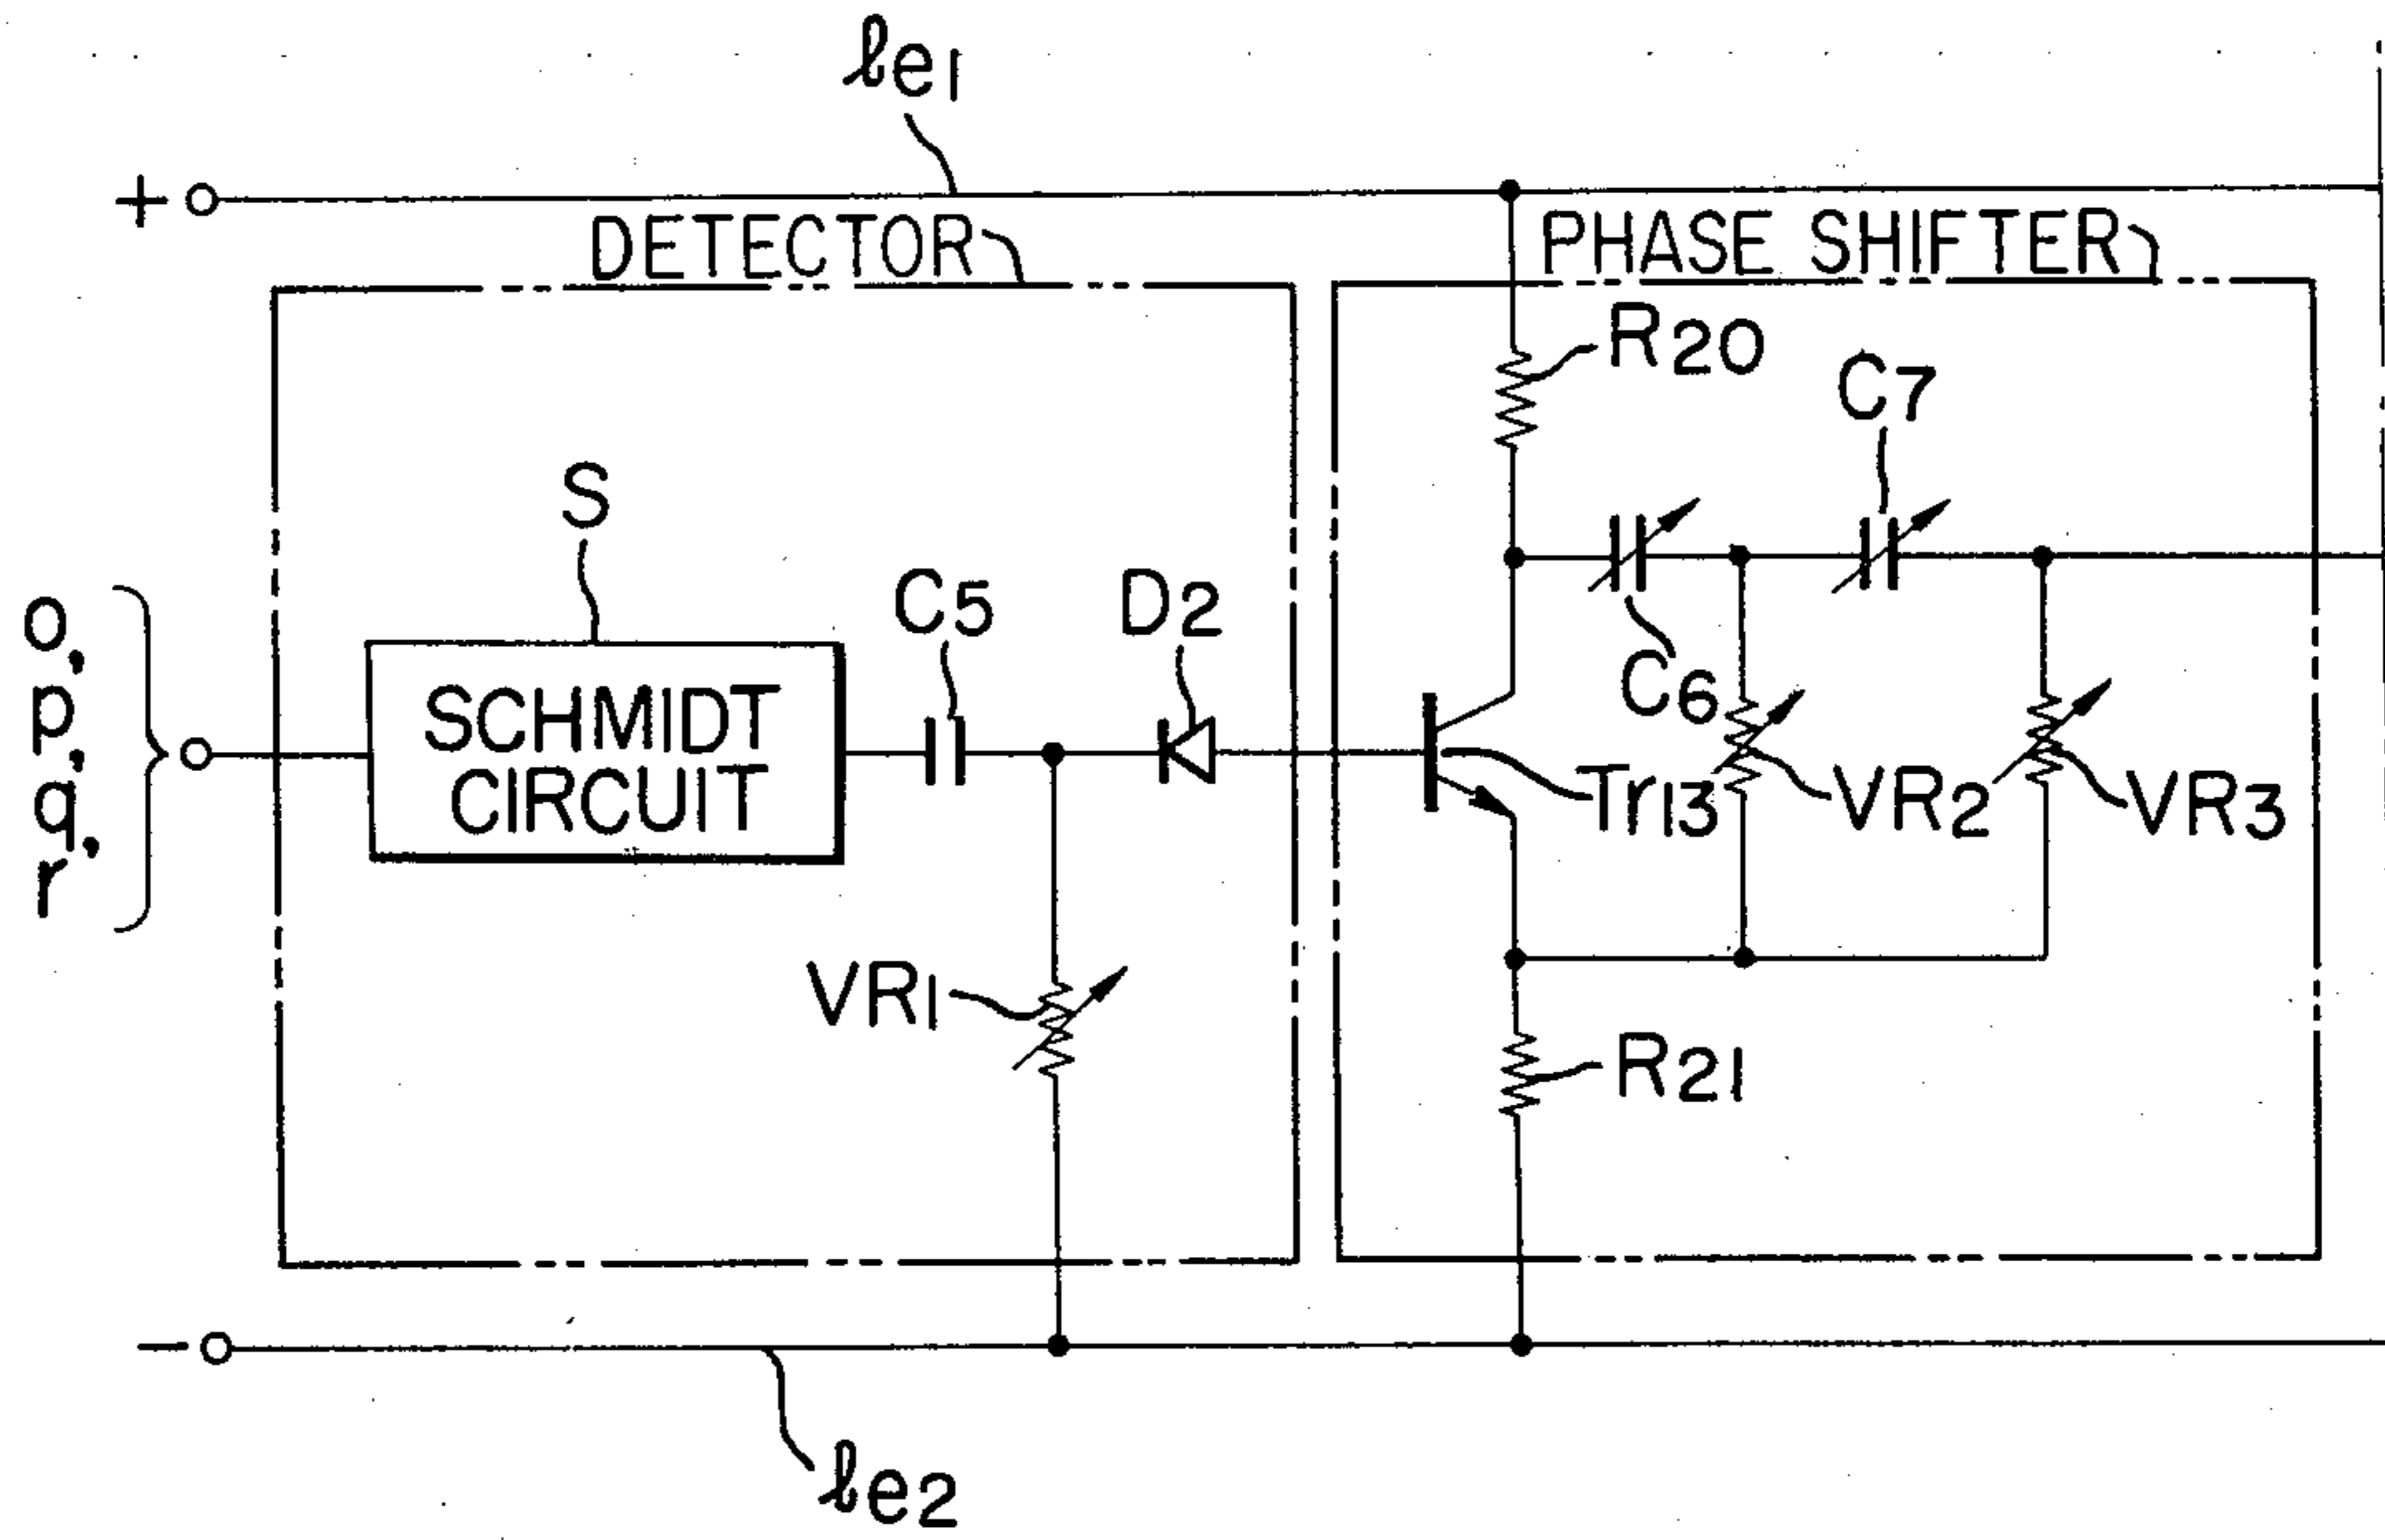 ℓe1
+
DETECTOR
PHASE SHIFTER
R20
C7
S
C5
D2
o,
p,
q,
r
SCHMIDT
CIRCUIT
C6
Tr13
VR2
VR3
VR1
R21
−
ℓe2